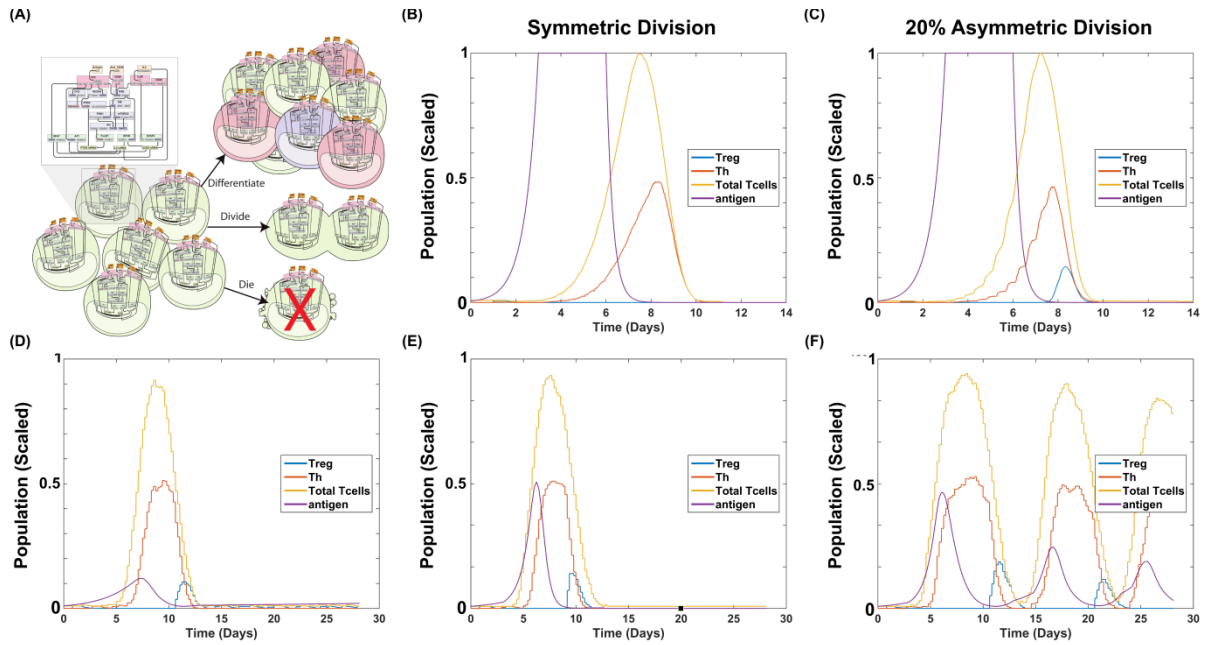 (A)
Differentiate
Divide
Die
X
(B)
Symmetric Division
Population (Scaled)
1
0.5
0
0 2 4 6 8 10 12 14
Time (Days)
Treg
Th
Total Tcells
antigen
(C)
20% Asymmetric Division
Population (Scaled)
1
0.5
0
0 2 4 6 8 10 12 14
Time (Days)
Treg
Th
Total Tcells
antigen
(D)
Population (Scaled)
1
0.5
0
0 5 10 15 20 25 30
Time (Days)
Treg
Th
Total Tcells
antigen
(E)
Population (Scaled)
1
0.5
0
0 5 10 15 20 25 30
Time (Days)
Treg
Th
Total Tcells
antigen
(F)
Population (Scaled)
1
0.5
0
0 5 10 15 20 25 30
Time (Days)
Treg
Th
Total Tcells
antigen